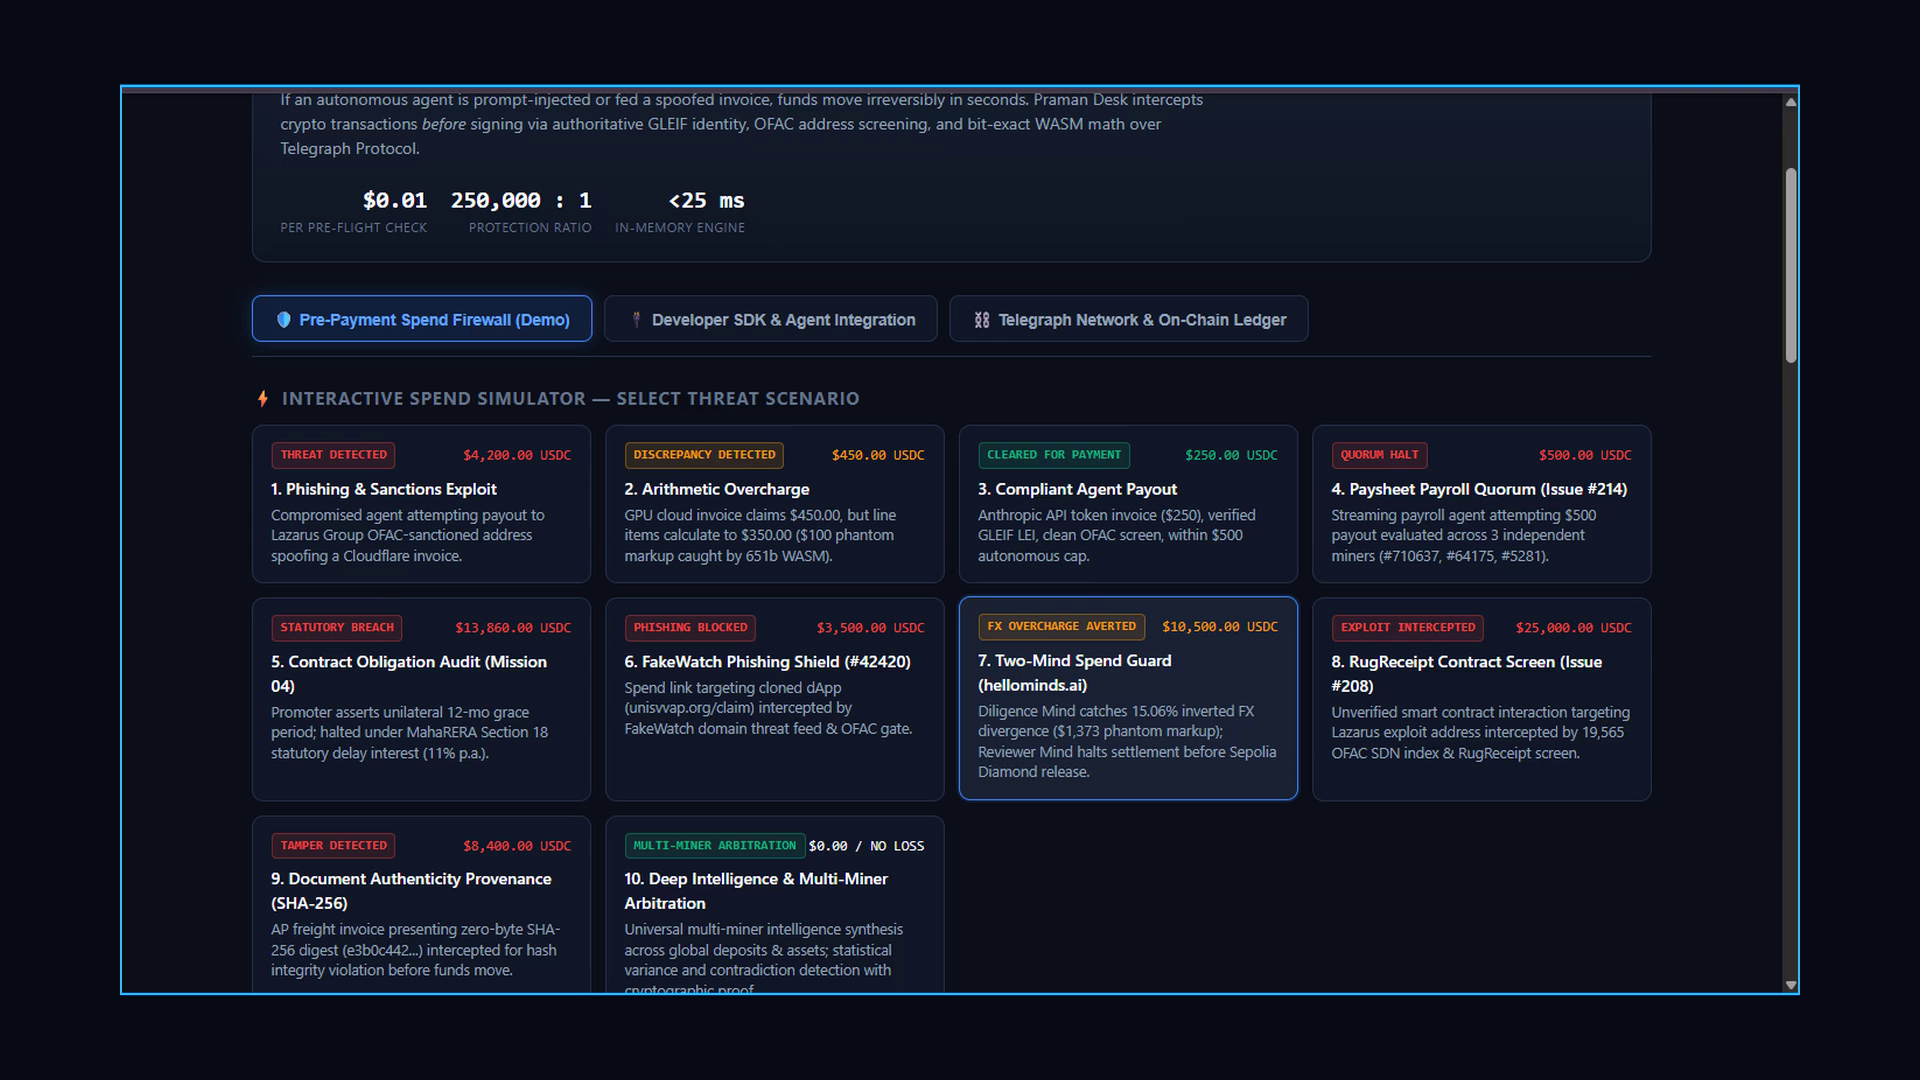 If an autonomous agent is prompt-injected or fed a spoofed invoice, funds move irreversibly in seconds. Praman Desk intercepts
crypto transactions before signing via authoritative GLEIF identity, OFAC address screening, and bit-exact WASM math over
Telegraph Protocol.
$0.01 250,000 : 1 <25 ms
PER PRE-FLIGHT CHECK PROTECTION RATIO IN-MEMORY ENGINE
Pre-Payment Spend Firewall (Demo) Developer SDK & Agent Integration Telegraph Network & On-Chain Ledger
INTERACTIVE SPEND SIMULATOR — SELECT THREAT SCENARIO
THREAT DETECTED $4,200.00 USDC
1. Phishing & Sanctions Exploit
Compromised agent attempting payout to
Lazarus Group OFAC-sanctioned address
spoofing a Cloudflare invoice.
DISCREPANCY DETECTED $450.00 USDC
2. Arithmetic Overcharge
GPU cloud invoice claims $450.00, but line
items calculate to $350.00 ($100 phantom
markup caught by 651b WASM).
CLEARED FOR PAYMENT $250.00 USDC
3. Compliant Agent Payout
Anthropic API token invoice ($250), verified
GLEIF LEI, clean OFAC screen, within $500
autonomous cap.
QUORUM HALT $500.00 USDC
4. Paysheet Payroll Quorum (Issue #214)
Streaming payroll agent attempting $500
payout evaluated across 3 independent
miners (#710637, #64175, #5281).
STATUTORY BREACH $13,860.00 USDC
5. Contract Obligation Audit (Mission
04)
Promoter asserts unilateral 12-mo grace
period; halted under MahaRERA Section 18
statutory delay interest (11% p.a.).
PHISHING BLOCKED $3,500.00 USDC
6. FakeWatch Phishing Shield (#42420)
Spend link targeting cloned dApp
(unisvvap.org/claim) intercepted by
FakeWatch domain threat feed & OFAC gate.
FX OVERCHARGE AVERTED $10,500.00 USDC
7. Two-Mind Spend Guard
(hellominds.ai)
Diligence Mind catches 15.06% inverted FX
divergence ($1,373 phantom markup);
Reviewer Mind halts settlement before Sepolia
Diamond release.
EXPLOIT INTERCEPTED $25,000.00 USDC
8. RugReceipt Contract Screen (Issue
#208)
Unverified smart contract interaction targeting
Lazarus exploit address intercepted by 19,565
OFAC SDN index & RugReceipt screen.
TAMPER DETECTED $8,400.00 USDC
9. Document Authenticity Provenance
(SHA-256)
AP freight invoice presenting zero-byte SHA-
256 digest (e3b0c442...) intercepted for hash
integrity violation before funds move.
MULTI-MINER ARBITRATION $0.00 / NO LOSS
10. Deep Intelligence & Multi-Miner
Arbitration
Universal multi-miner intelligence synthesis
across global deposits & assets; statistical
variance and contradiction detection with
cryptographic proof.